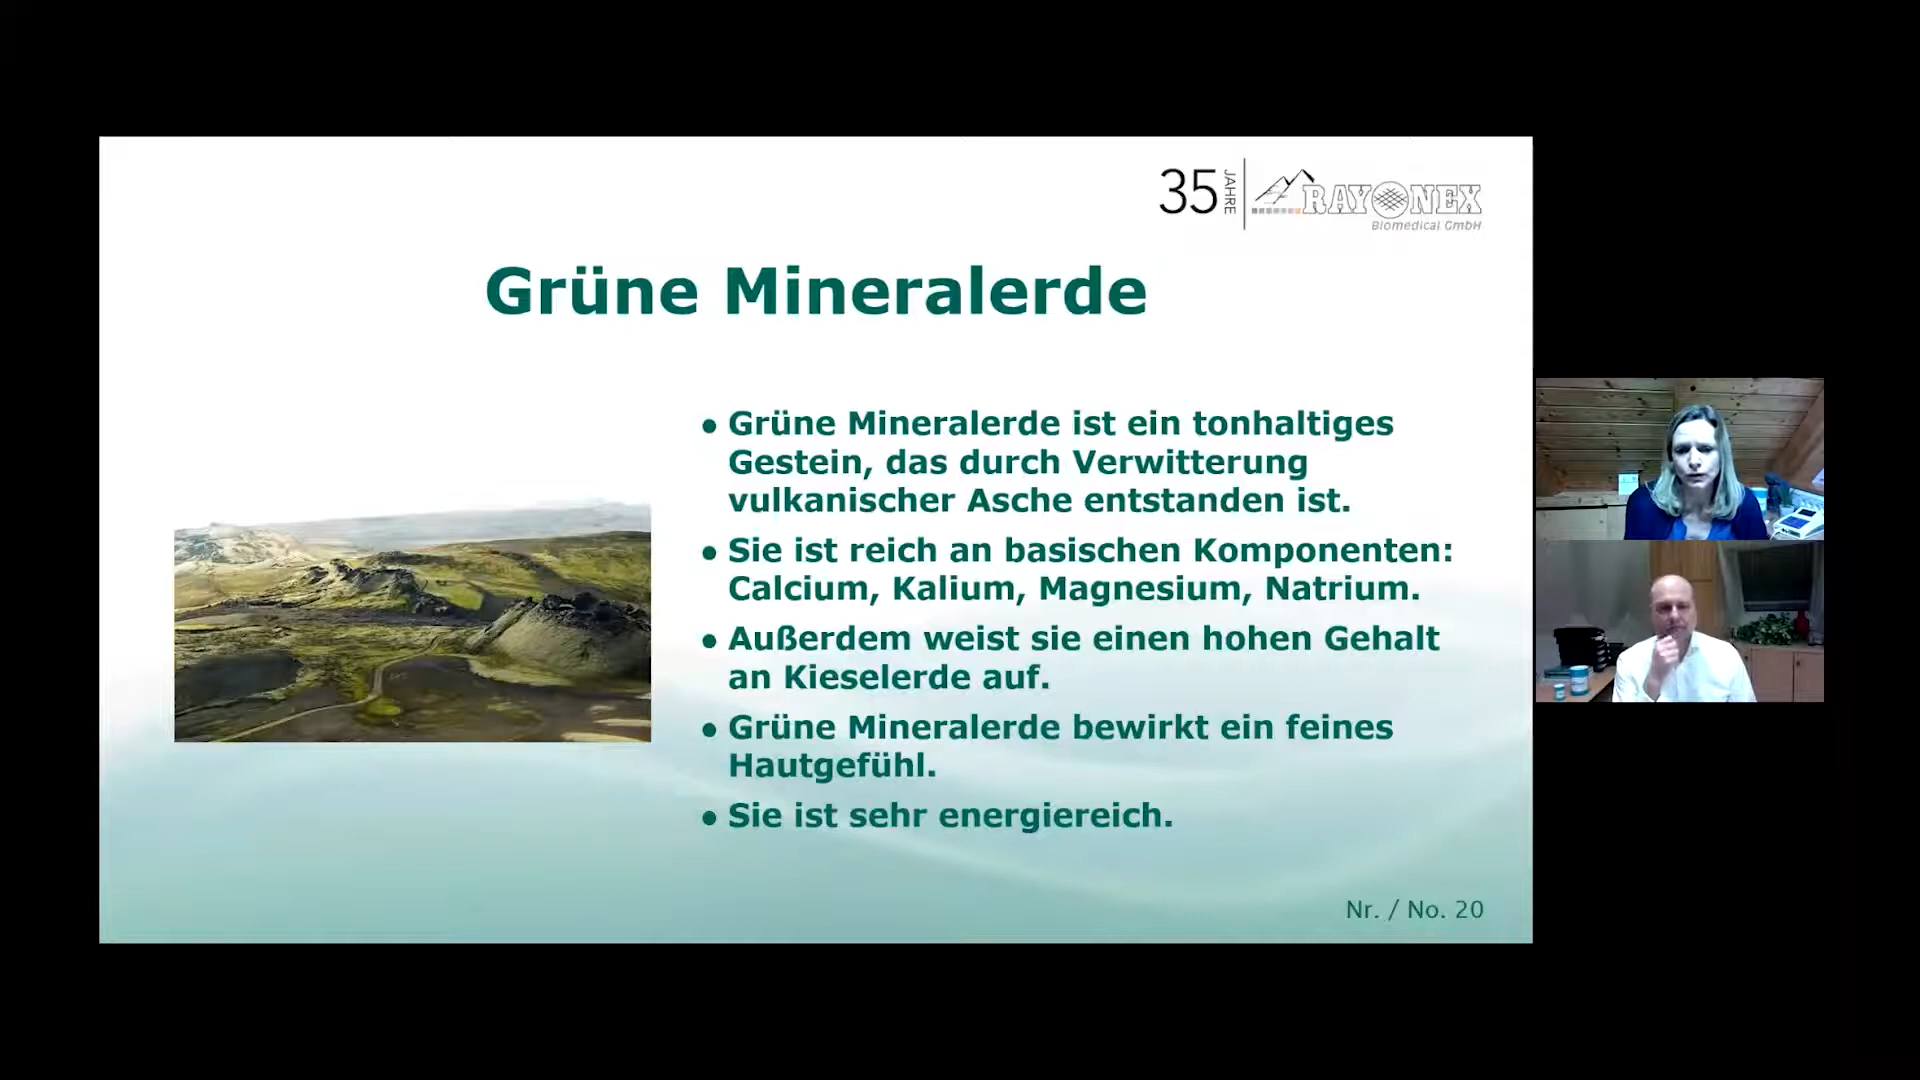 35 JAHRE
RAYONEX
Biomedical GmbH
Grüne Mineralerde
● Grüne Mineralerde ist ein tonhaltiges
Gestein, das durch Verwitterung
vulkanischer Asche entstanden ist.
● Sie ist reich an basischen Komponenten:
Calcium, Kalium, Magnesium, Natrium.
● Außerdem weist sie einen hohen Gehalt
an Kieselerde auf.
● Grüne Mineralerde bewirkt ein feines
Hautgefühl.
● Sie ist sehr energiereich.
Nr. / No. 20